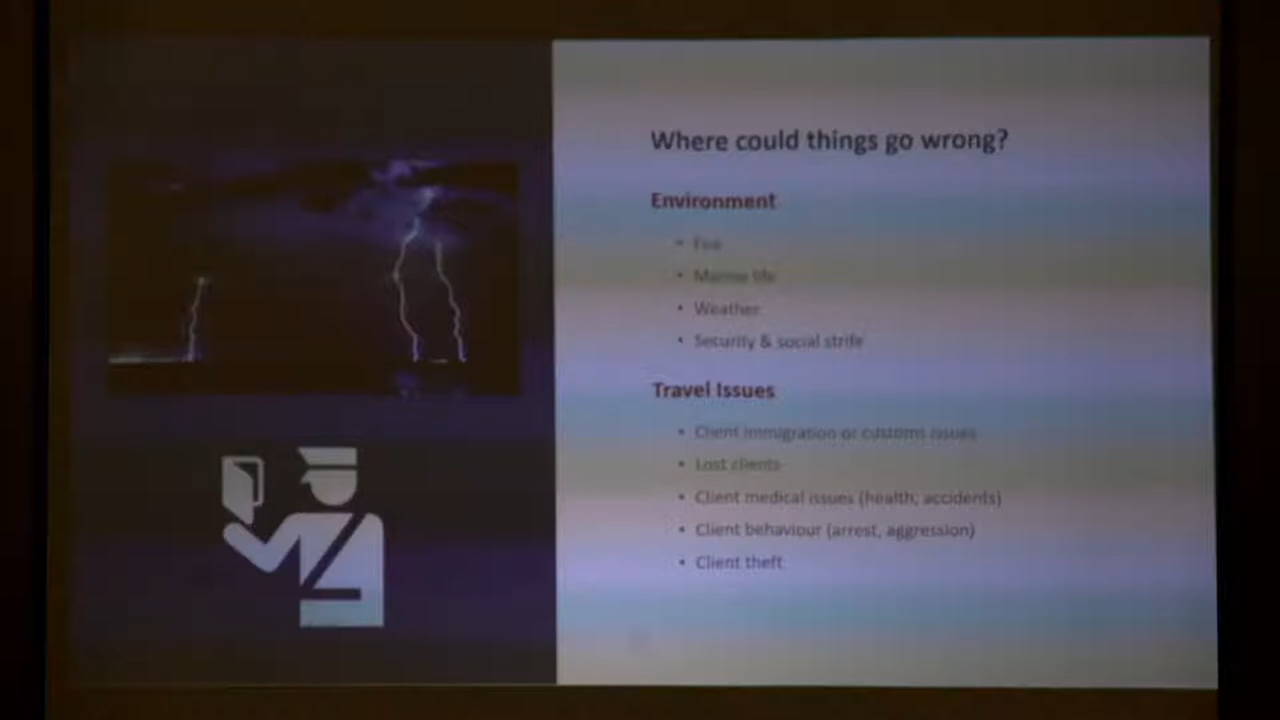 Where could things go wrong?
Environment
• Fire
• Marine life
• Weather
• Security & social strife
Travel Issues
• Client immigration or customs issues
• Lost clients
• Client medical issues (health, accidents)
• Client behaviour (arrest, aggression)
• Client theft